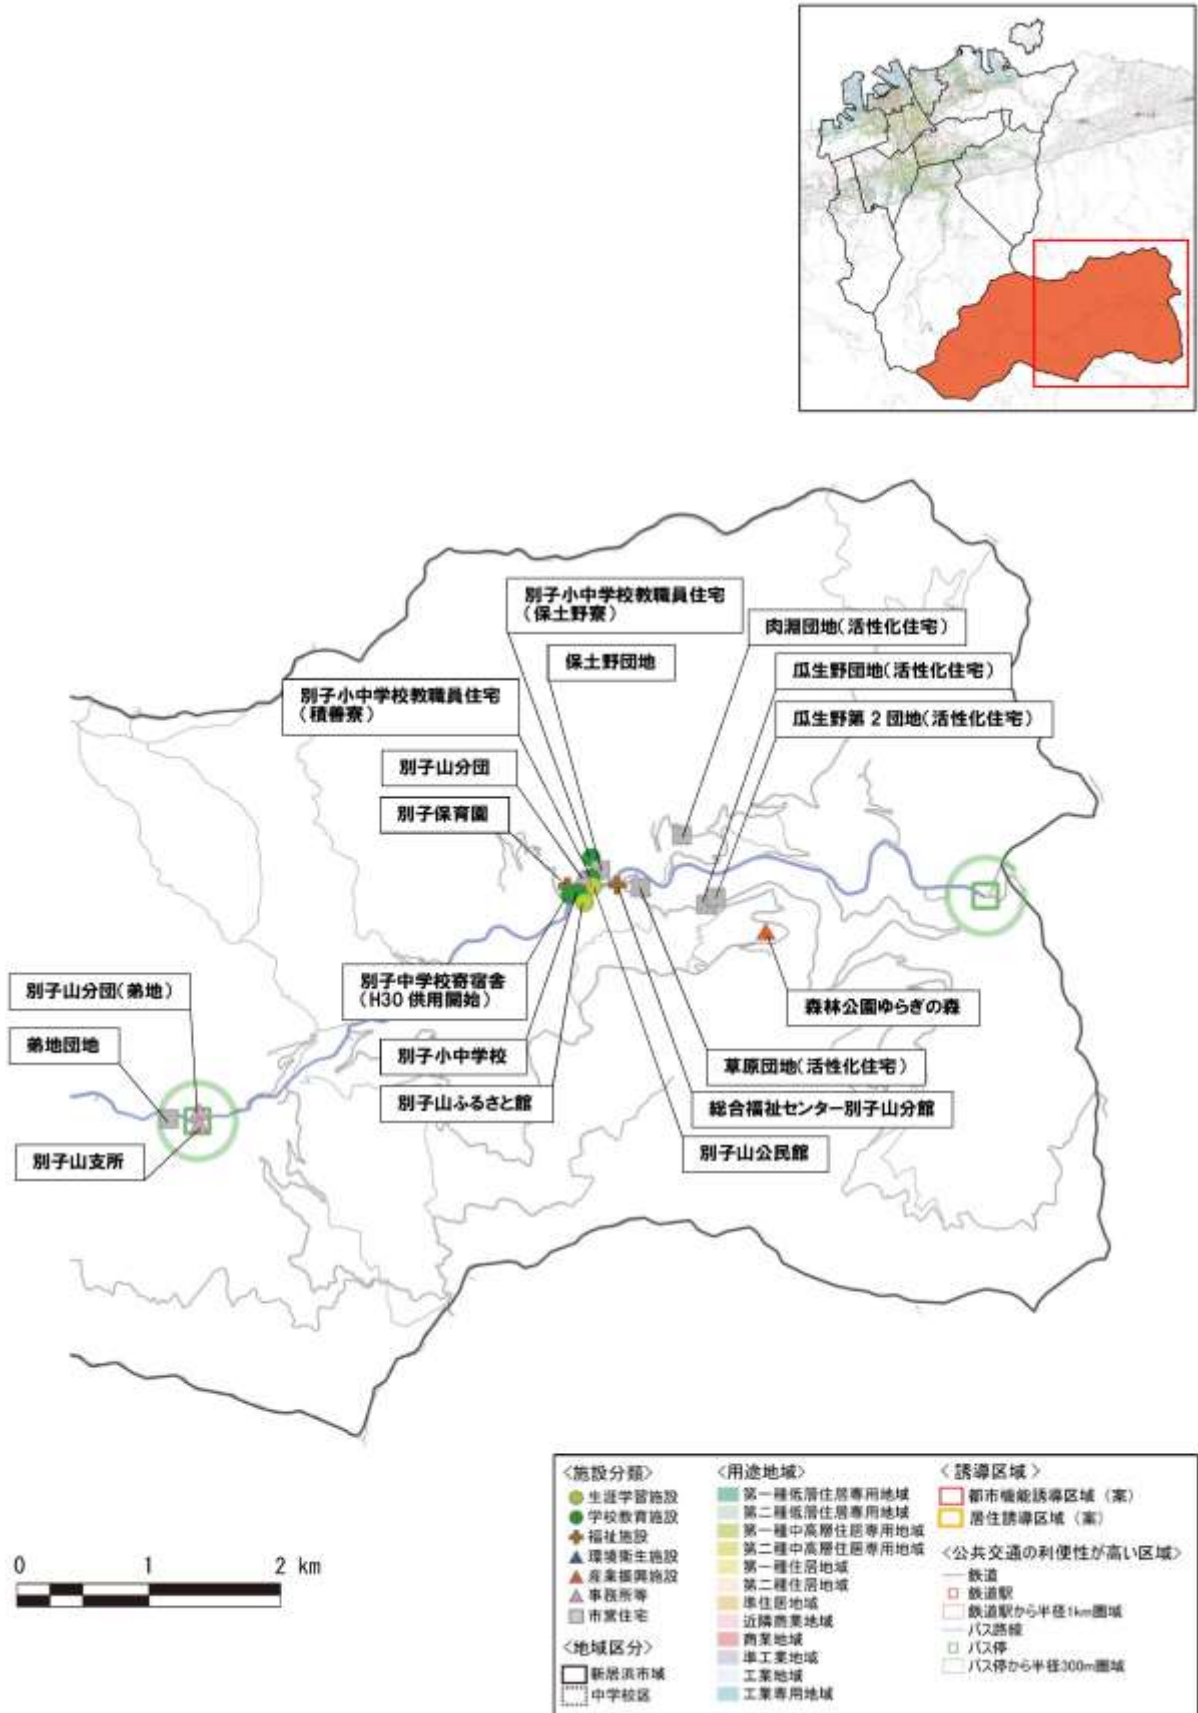 別子小中学校教職員住宅
（保土野寮）
肉淵団地（活性化住宅）
保土野団地
瓜生野団地（活性化住宅）
別子小中学校教職員住宅
（積善寮）
瓜生野第２団地（活性化住宅）
別子山分団
別子保育園
別子山分団（弟地）
別子中学校寄宿舎
（H30 供用開始）
森林公園ゆらぎの森
弟地団地
別子小中学校
草原団地（活性化住宅）
別子山ふるさと館
総合福祉センター別子山分館
別子山支所
別子山公民館
0 1 2 km
＜施設分類＞
生涯学習施設
学校教育施設
福祉施設
環境衛生施設
産業振興施設
事務所等
市営住宅
＜地域区分＞
新居浜市域
中学校区
＜用途地域＞
第一種低層住居専用地域
第二種低層住居専用地域
第一種中高層住居専用地域
第二種中高層住居専用地域
第一種住居地域
第二種住居地域
準住居地域
近隣商業地域
商業地域
準工業地域
工業地域
工業専用地域
＜誘導区域＞
都市機能誘導区域（案）
居住誘導区域（案）
＜公共交通の利便性が高い区域＞
鉄道
鉄道駅
鉄道駅から半径1km圏域
バス路線
バス停
バス停から半径300m圏域